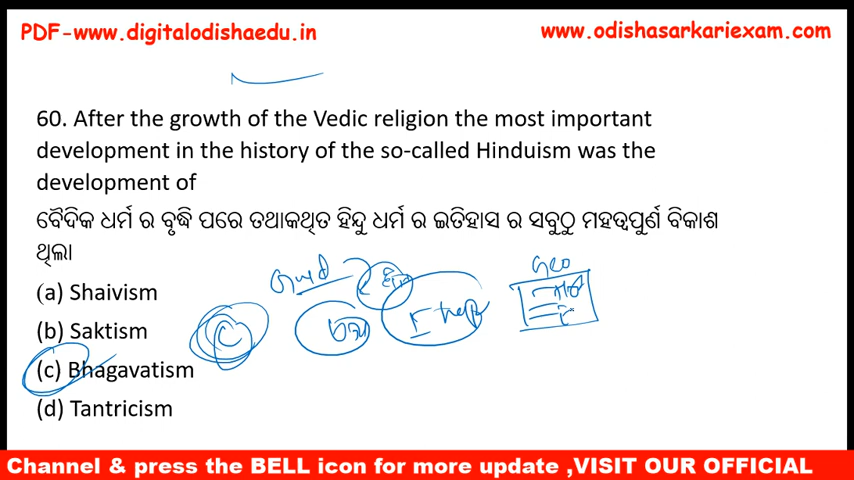 PDF-www.digitalodishaedu.in
www.odishasarkariexam.com
60. After the growth of the Vedic religion the most important
development in the history of the so-called Hinduism was the
development of
ବୈଦିକ ଧର୍ମ ର ବୃଦ୍ଧି ପରେ ତଥାକଥିତ ହିନ୍ଦୁ ଧର୍ମ ର ଇତିହାସ ର ସବୁଠୁ ମହତ୍ୱପୁର୍ଣ ବିକାଶ
ଥିଲା
(a) Shaivism
(b) Saktism
(c) Bhagavatism
(d) Tantricism
C
Channel & press the BELL icon for more update ,VISIT OUR OFFICIAL